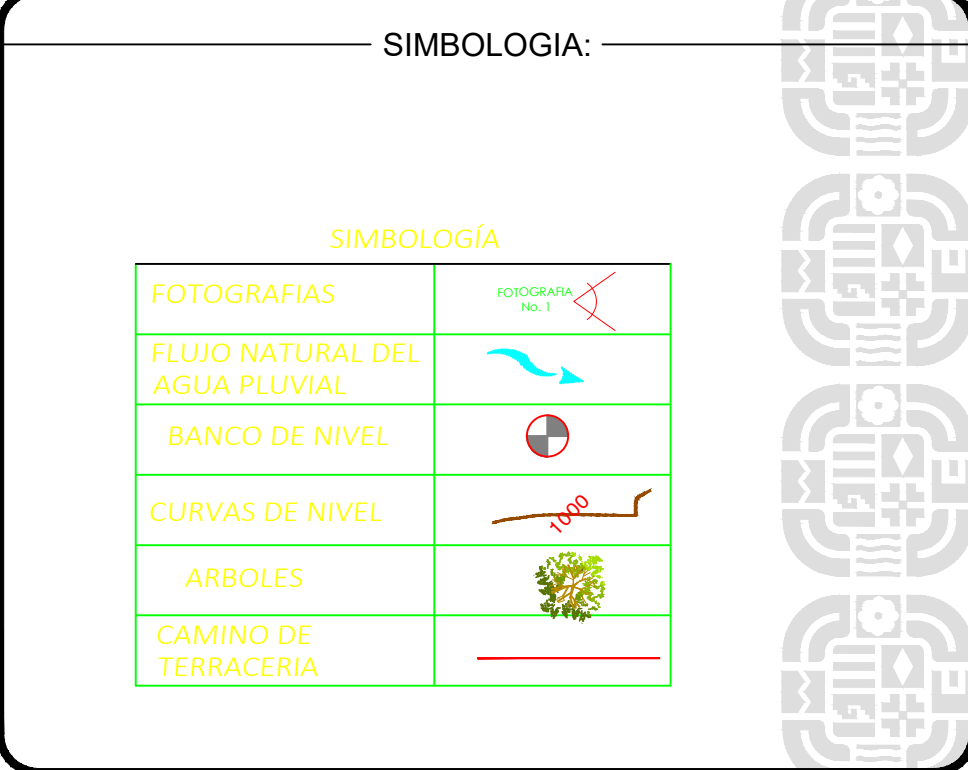 SIMBOLOGIA:
SIMBOLOGÍA
FOTOGRAFIAS
FOTOGRAFIA
No. 1
FLUJO NATURAL DEL
AGUA PLUVIAL
BANCO DE NIVEL
CURVAS DE NIVEL
1000
ARBOLES
CAMINO DE
TERRACERIA